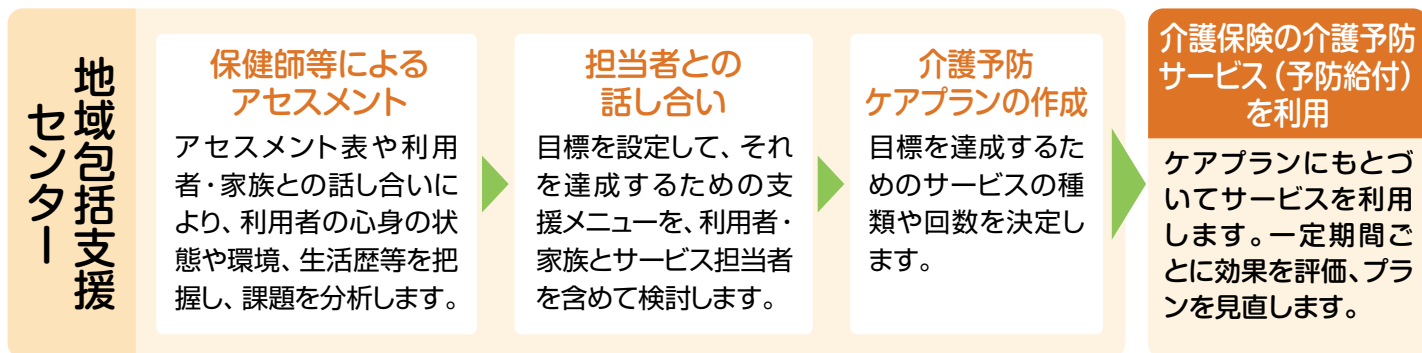 地域包括支援
センター
保健師等による
アセスメント
アセスメント表や利用
者・家族との話し合いに
より、利用者の心身の状
態や環境、生活歴等を把
握し、課題を分析します。
担当者との
話し合い
目標を設定して、それ
を達成するための支
援メニューを、利用者・
家族とサービス担当者
を含めて検討します。
介護予防
ケアプランの作成
目標を達成するた
めのサービスの種
類や回数を決定し
ます。
介護保険の介護予防
サービス（予防給付）
を利用
ケアプランにもとづ
いてサービスを利用
します。一定期間ご
とに効果を評価、プラ
ンを見直します。